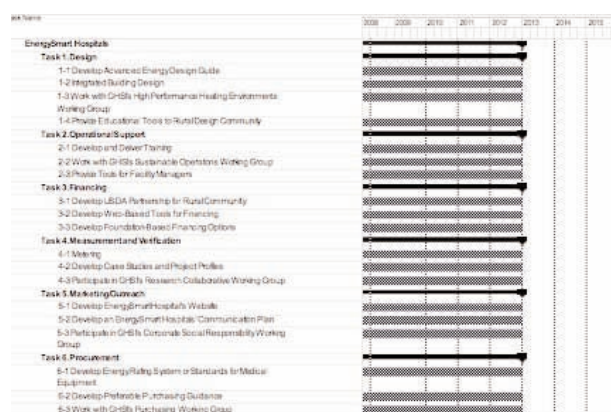 Task Name
2008 2009 2010 2011 2012 2013 2014 2015
EnergySmart Hospitals
Task 1. Design
1-1 Develop Advanced Energy Design Guide
1-2 Integrated Building Design
1-3 Work with GHSI's High Performance Healing Environments
Working Group
1-4 Provide Educational Tools to Rural Design Community
Task 2. Operational Support
2-1 Develop and Deliver Training
2-2 Work with GHSI's Sustainable Operations Working Group
2-3 Provide Tools for Facility Managers
Task 3. Financing
3-1 Develop USDA Partnership for Rural Community
3-2 Develop Web-Based Tools for Financing
3-3 Develop Foundation-Based Financing Options
Task 4. Measurement and Verification
4-1 Metering
4-2 Develop Case Studies and Project Profiles
4-3 Participate in GHSI's Research Collaborative Working Group
Task 5. Marketing/Outreach
5-1 Develop EnergySmart Hospital's Website
5-2 Develop an EnergySmart Hospitals' Communication Plan
5-3 Participate in GHSI's Corporate Social Responsibility Working
Group
Task 6. Procurement
6-1 Develop Energy Rating System or Standards for Medical
Equipment
6-2 Develop Preferable Purchasing Guidance
6-3 Work with GHSI's Purchasing Working Group